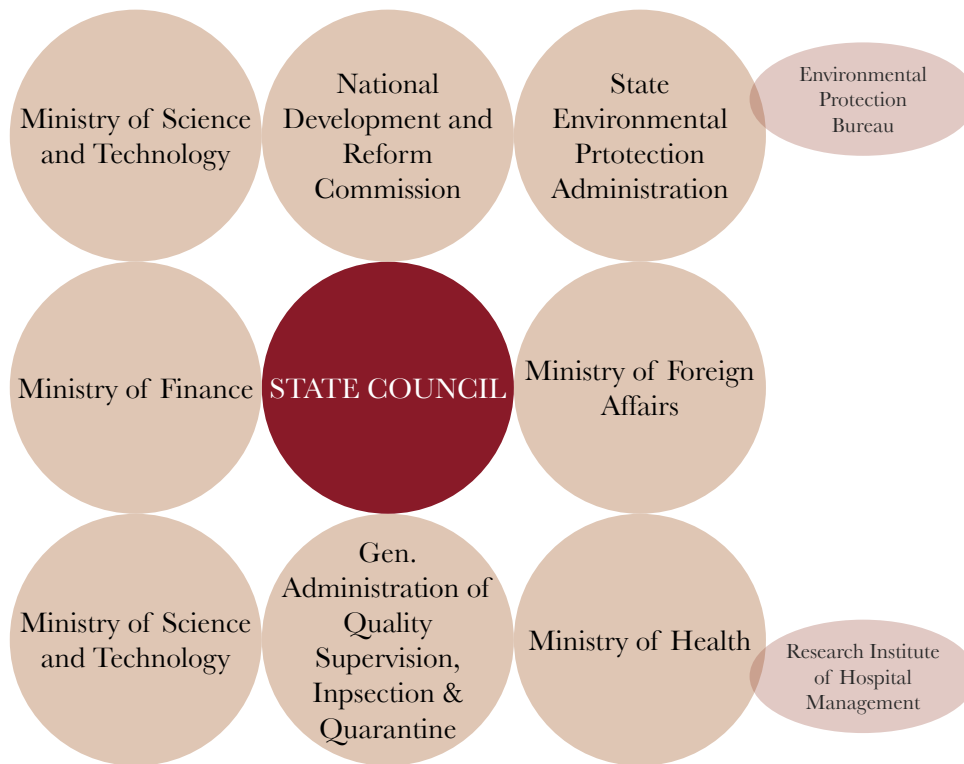 Ministry of Science
and Technology
National
Development and
Reform
Commission
State
Environmental
Prtotection
Administration
Environmental
Protection
Bureau
Ministry of Finance
STATE COUNCIL
Ministry of Foreign
Affairs
Ministry of Science
and Technology
Gen.
Administration of
Quality
Supervision,
Inpsection &
Quarantine
Ministry of Health
Research Institute
of Hospital
Management